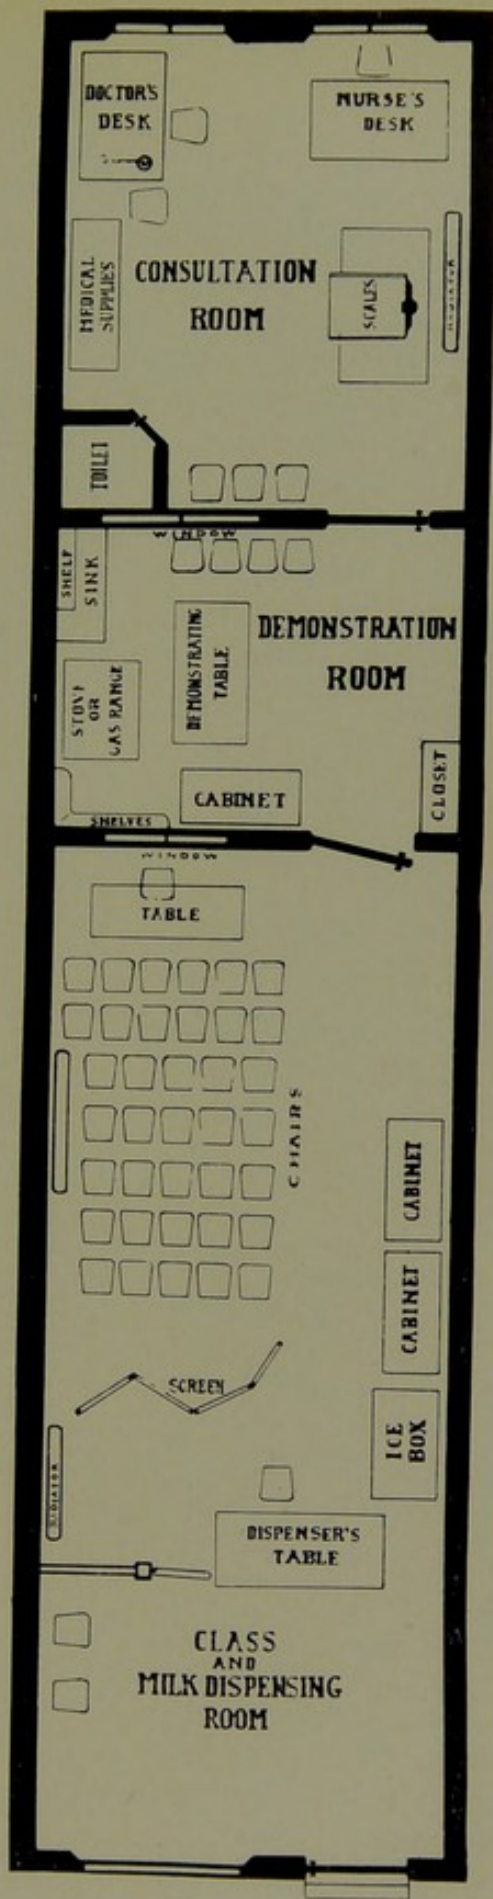 DOCTOR'S
DESK
NURSE'S
DESK
MEDICAL
SUPPLIES
CONSULTATION
ROOM
SCALES
RADIATOR
TOILET
WINDOW
SHELF
SINK
DEMONSTRATING
TABLE
DEMONSTRATION
ROOM
STOVE
OR
GAS RANGE
CABINET
CLOSET
SHELVES
WINDOW
TABLE
CHAIRS
CABINET
CABINET
SCREEN
ICE
BOX
RADIATOR
DISPENSER'S
TABLE
CLASS
AND
MILK DISPENSING
ROOM